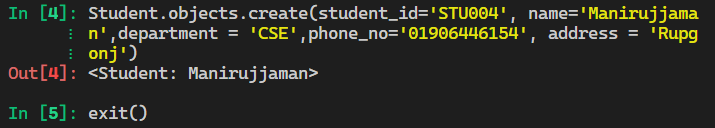 In [4]: Student.objects.create(student_id='STU004', name='Manirujjama
⋮ n',department = 'CSE',phone_no='01906446154', address = 'Rupg
⋮ onj')
Out[4]: <Student: Manirujjaman>
In [5]: exit()